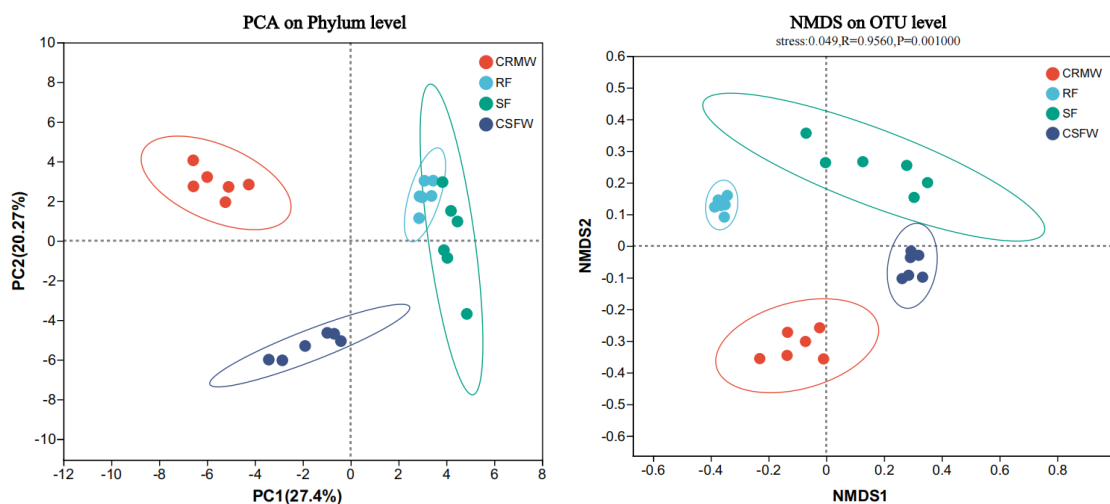 PCA on Phylum level
10
8
6
4
2
0
-2
-4
-6
-8
-10
PC2(20.27%)
-12
-10
-8
-6
-4
-2
0
2
4
6
8
PC1(27.4%)
CRMW
RF
SF
CSFW
NMDS on OTU level
stress:0.049,R=0.9560,P=0.001000
0.6
0.5
0.4
0.3
0.2
0.1
0
-0.1
-0.2
-0.3
-0.4
-0.5
-0.6
NMDS2
-0.6
-0.4
-0.2
0
0.2
0.4
0.6
0.8
NMDS1
CRMW
RF
SF
CSFW